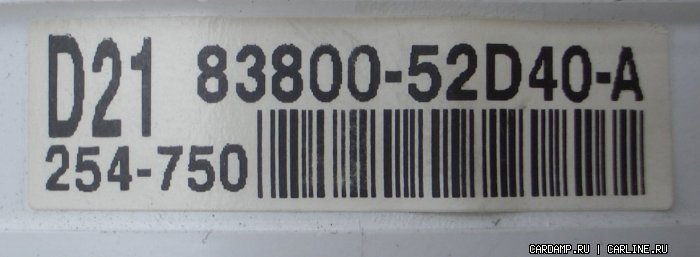 D21 83800-52D40-A
254-750
CARDAMP.RU | CARLINE.RU